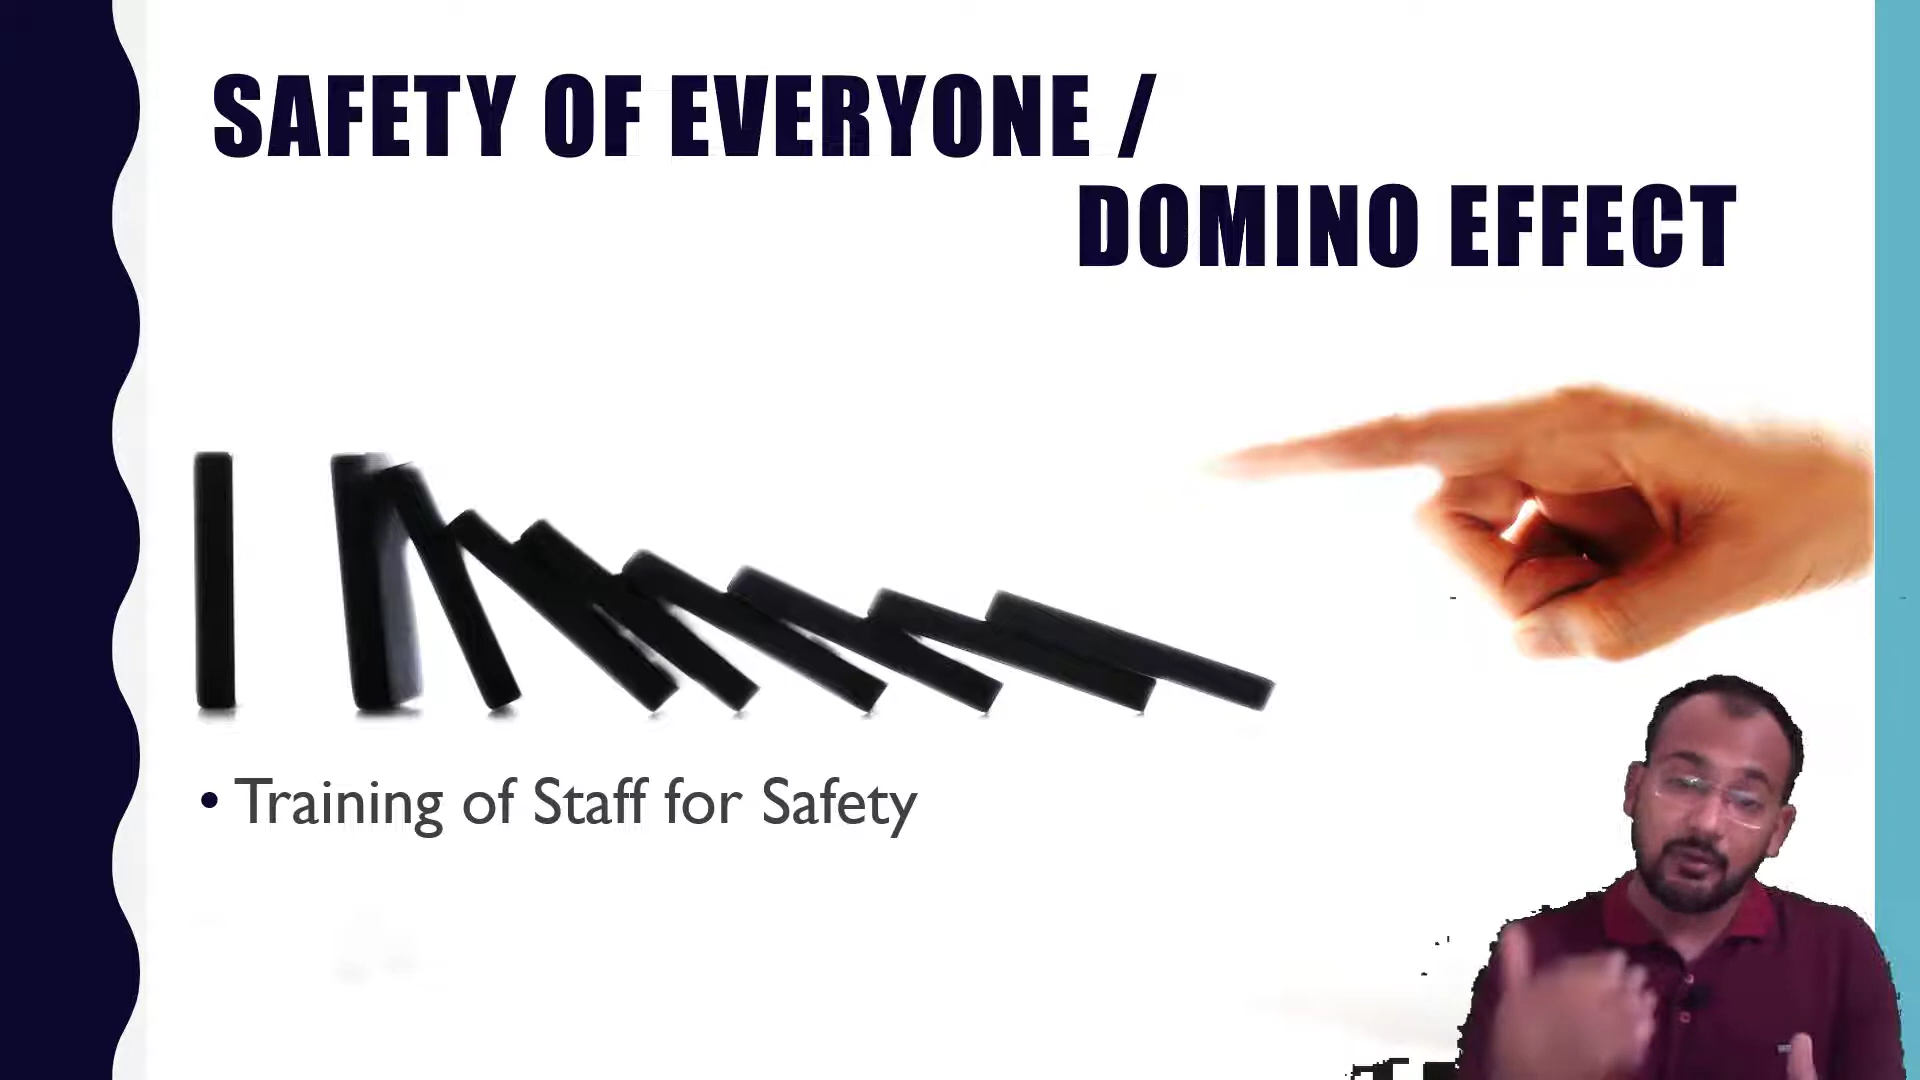 SAFETY OF EVERYONE /
DOMINO EFFECT
• Training of Staff for Safety